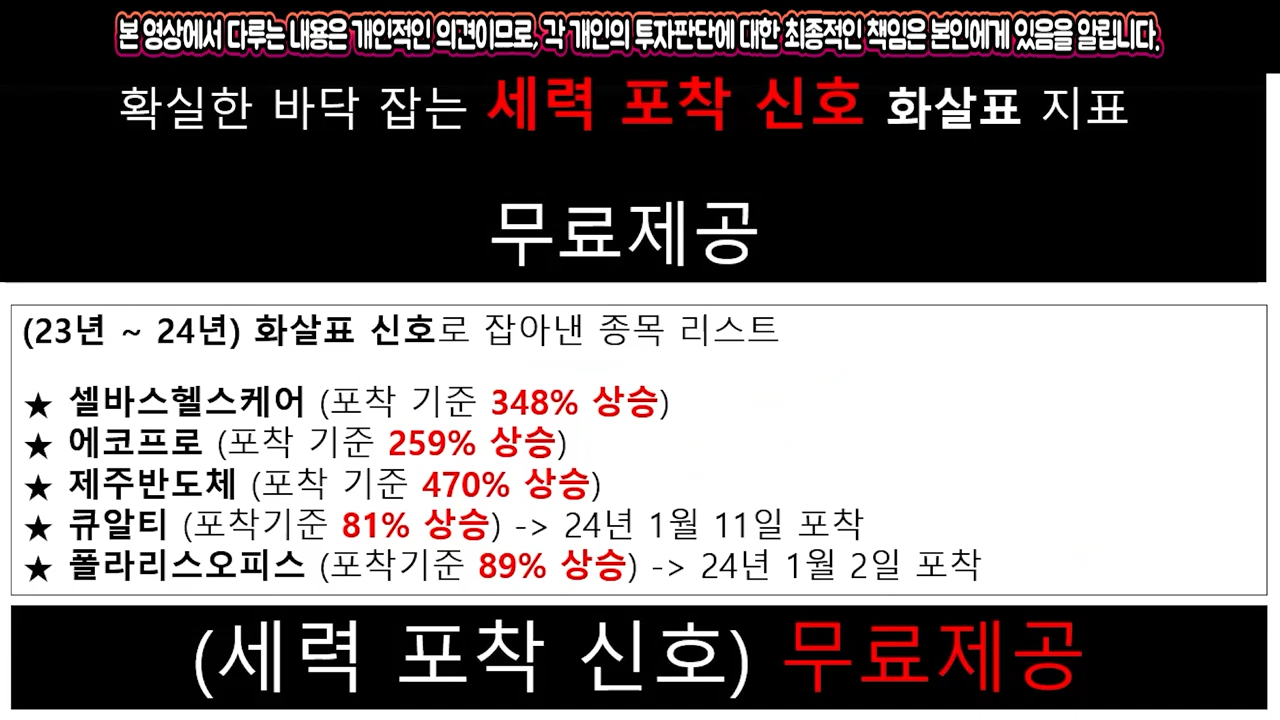 본 영상에서 다루는 내용은 개인적인 의견이므로, 각 개인의 투자판단에 대한 최종적인 책임은 본인에게 있음을 알립니다.
확실한 바닥 잡는 세력 포착 신호 화살표 지표
무료제공
(23년 ~ 24년) 화살표 신호로 잡아낸 종목 리스트
★ 셀바스헬스케어 (포착 기준 348% 상승)
★ 에코프로 (포착 기준 259% 상승)
★ 제주반도체 (포착 기준 470% 상승)
★ 큐알티 (포착기준 81% 상승) -> 24년 1월 11일 포착
★ 폴라리스오피스 (포착기준 89% 상승) -> 24년 1월 2일 포착
(세력 포착 신호) 무료제공